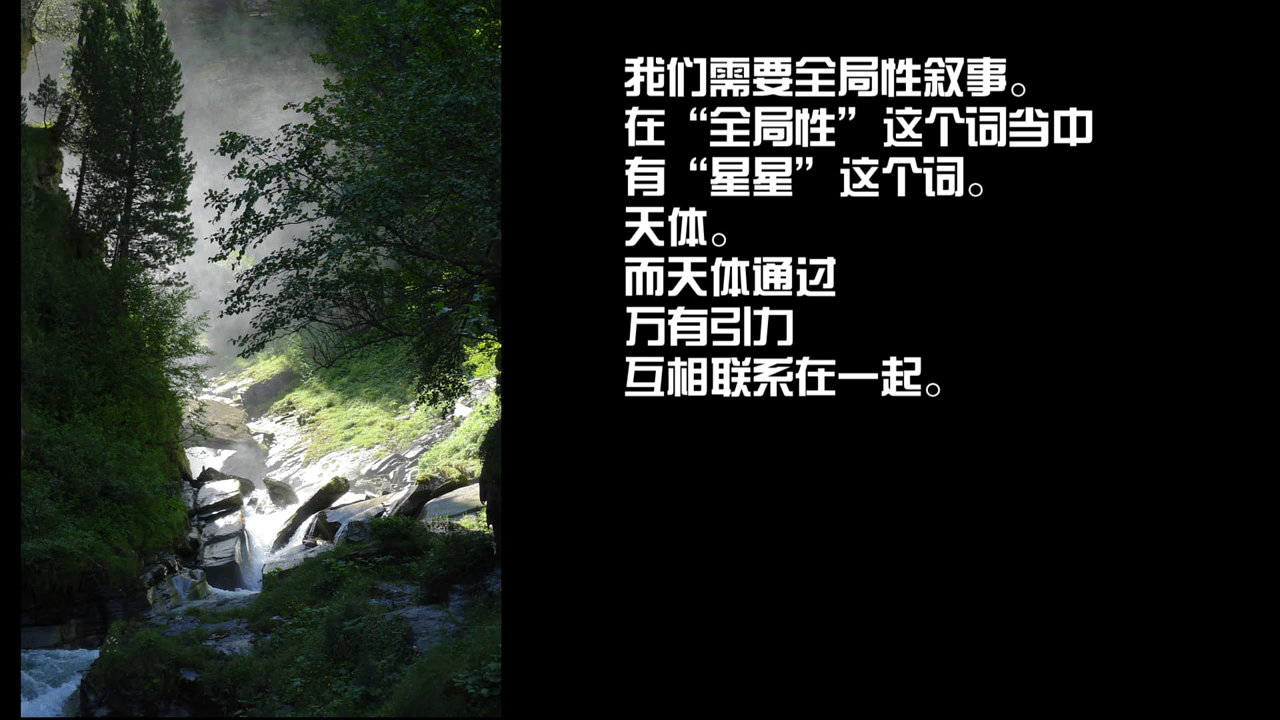 我们需要全局性叙事。
在“全局性”这个词当中
有“星星”这个词。
天体。
而天体通过
万有引力
互相联系在一起。